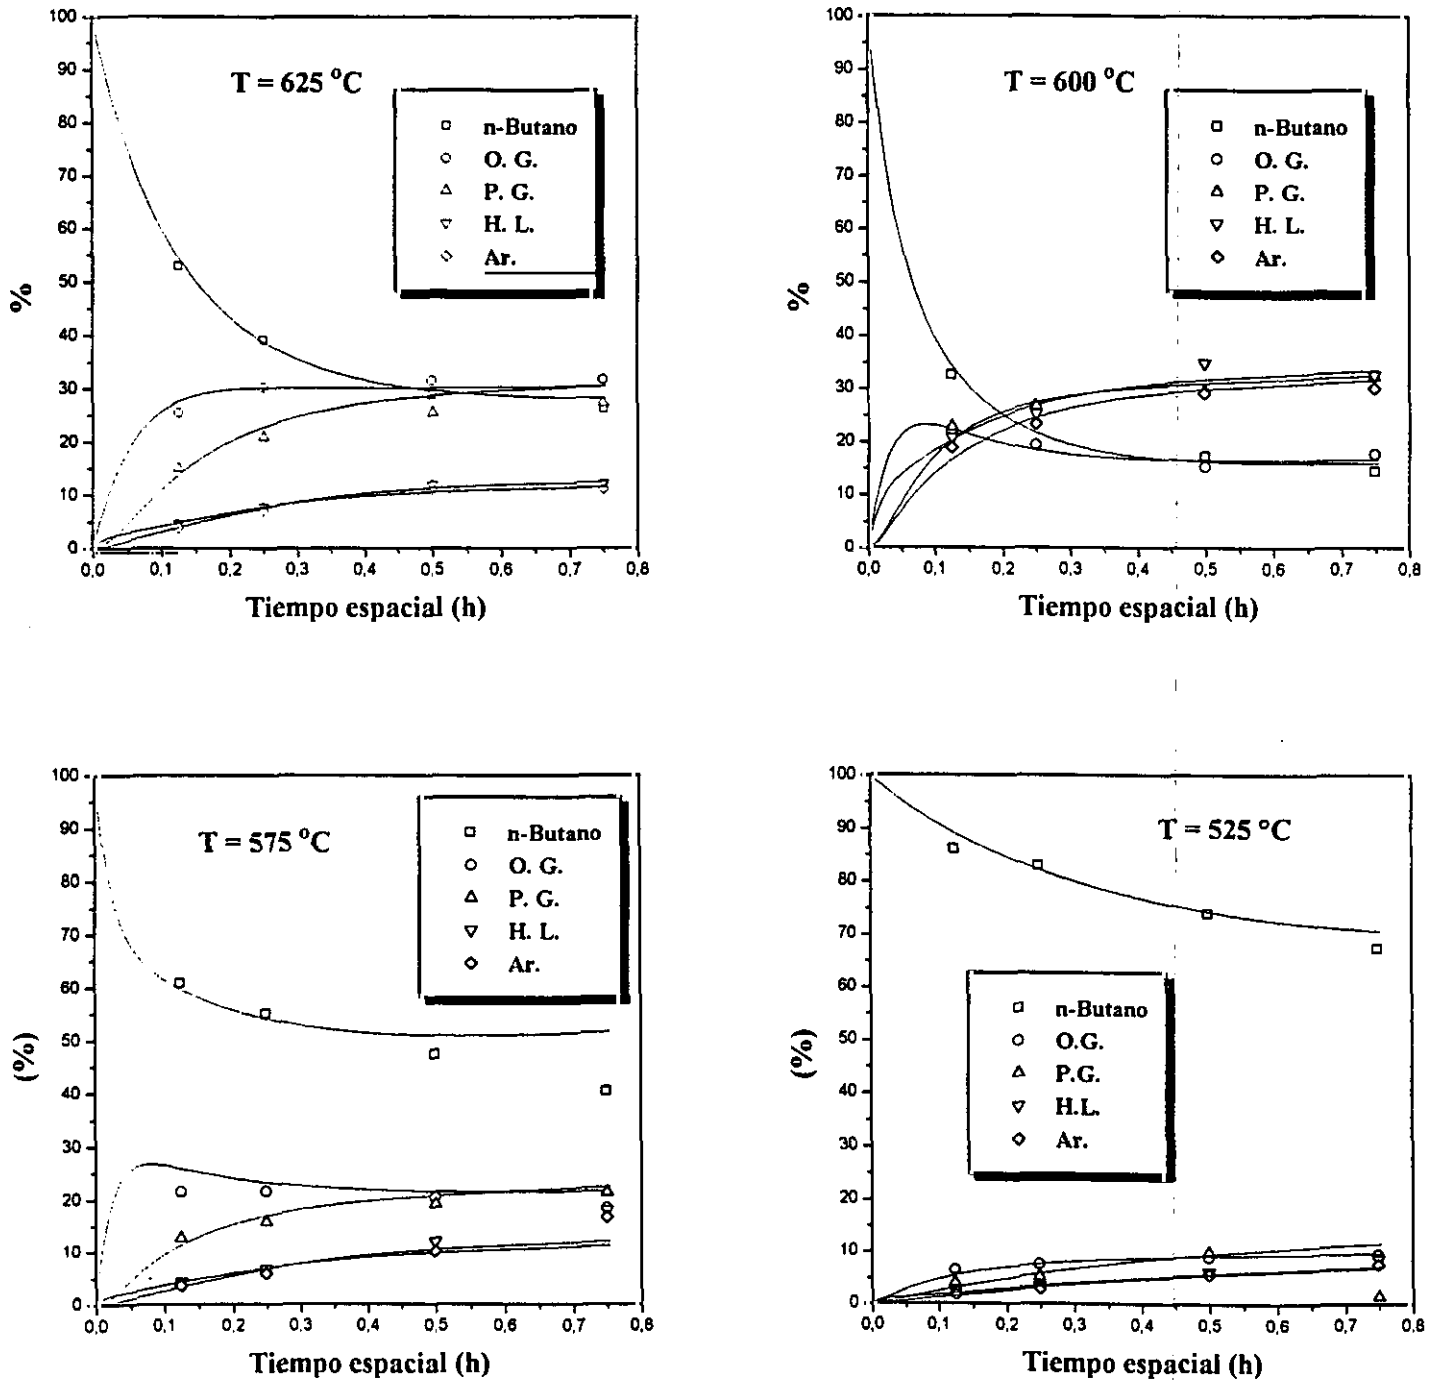 T = 625 °C
n-Butano
O. G.
P. G.
H. L.
Ar.
100
90
80
70
60
50
40
30
20
10
0
%
0,0 0,1 0,2 0,3 0,4 0,5 0,6 0,7 0,8
Tiempo espacial (h)
T = 600 °C
n-Butano
O. G.
P. G.
H. L.
Ar.
100
90
80
70
60
50
40
30
20
10
0
%
0,0 0,1 0,2 0,3 0,4 0,5 0,6 0,7 0,8
Tiempo espacial (h)
T = 575 °C
n-Butano
O. G.
P. G.
H. L.
Ar.
100
90
80
70
60
50
40
30
20
10
0
(%)
0,0 0,1 0,2 0,3 0,4 0,5 0,6 0,7 0,8
Tiempo espacial (h)
T = 525 °C
n-Butano
O.G.
P.G.
H.L.
Ar.
100
90
80
70
60
50
40
30
20
10
0
(%)
0,0 0,1 0,2 0,3 0,4 0,5 0,6 0,7 0,8
Tiempo espacial (h)